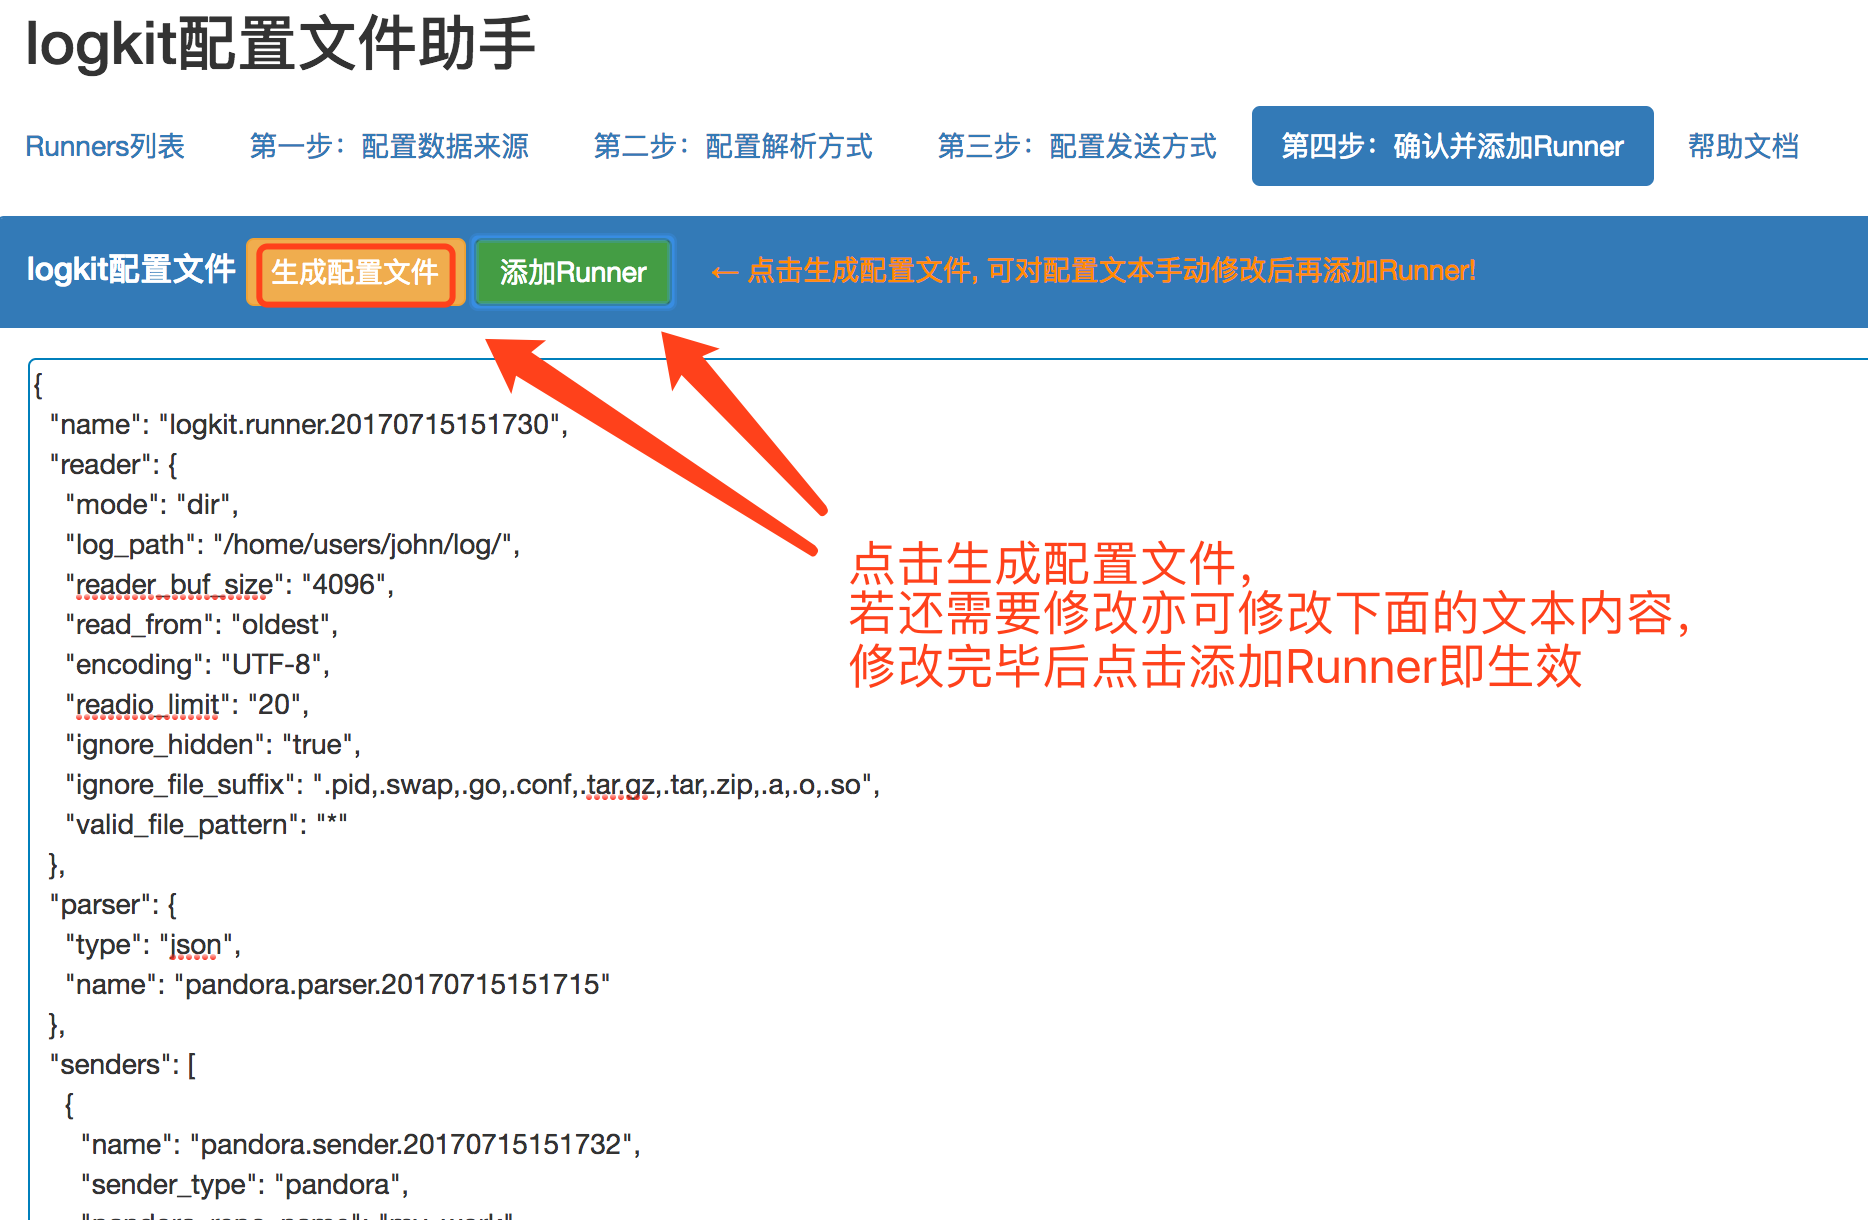 logkit配置文件助手
Runners列表 第一步：配置数据来源 第二步：配置解析方式 第三步：配置发送方式 第四步：确认并添加Runner 帮助文档
logkit配置文件 生成配置文件 添加Runner ← 点击生成配置文件, 可对配置文本手动修改后再添加Runner!
{
"name": "logkit.runner.20170715151730",
"reader": {
"mode": "dir",
"log_path": "/home/users/john/log/",
"reader_buf_size": "4096",
"read_from": "oldest",
"encoding": "UTF-8",
"readio_limit": "20",
"ignore_hidden": "true",
"ignore_file_suffix": ".pid,.swap,.go,.conf,.tar.gz,.tar,.zip,.a,.o,.so",
"valid_file_pattern": "*"
},
"parser": {
"type": "json",
"name": "pandora.parser.20170715151715"
},
"senders": [
{
"name": "pandora.sender.20170715151732",
"sender_type": "pandora",
点击生成配置文件，
若还需要修改亦可修改下面的文本内容，
修改完毕后点击添加Runner即生效